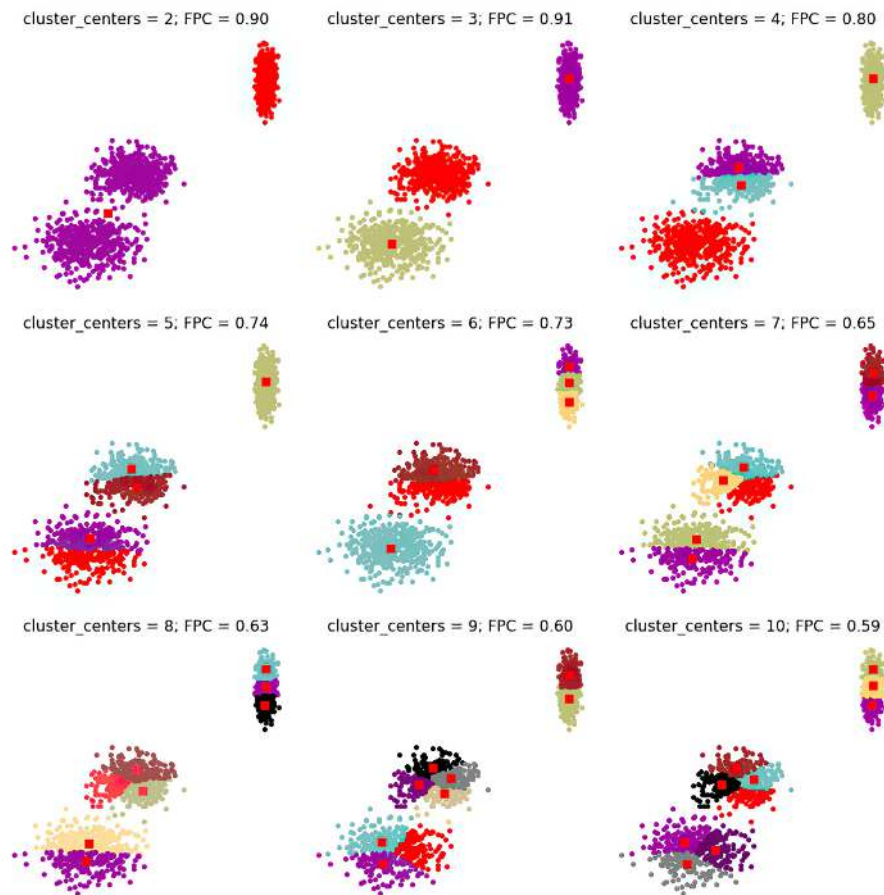 cluster_centers = 2; FPC = 0.90
cluster_centers = 3; FPC = 0.91
cluster_centers = 4; FPC = 0.80
cluster_centers = 5; FPC = 0.74
cluster_centers = 6; FPC = 0.73
cluster_centers = 7; FPC = 0.65
cluster_centers = 8; FPC = 0.63
cluster_centers = 9; FPC = 0.60
cluster_centers = 10; FPC = 0.59